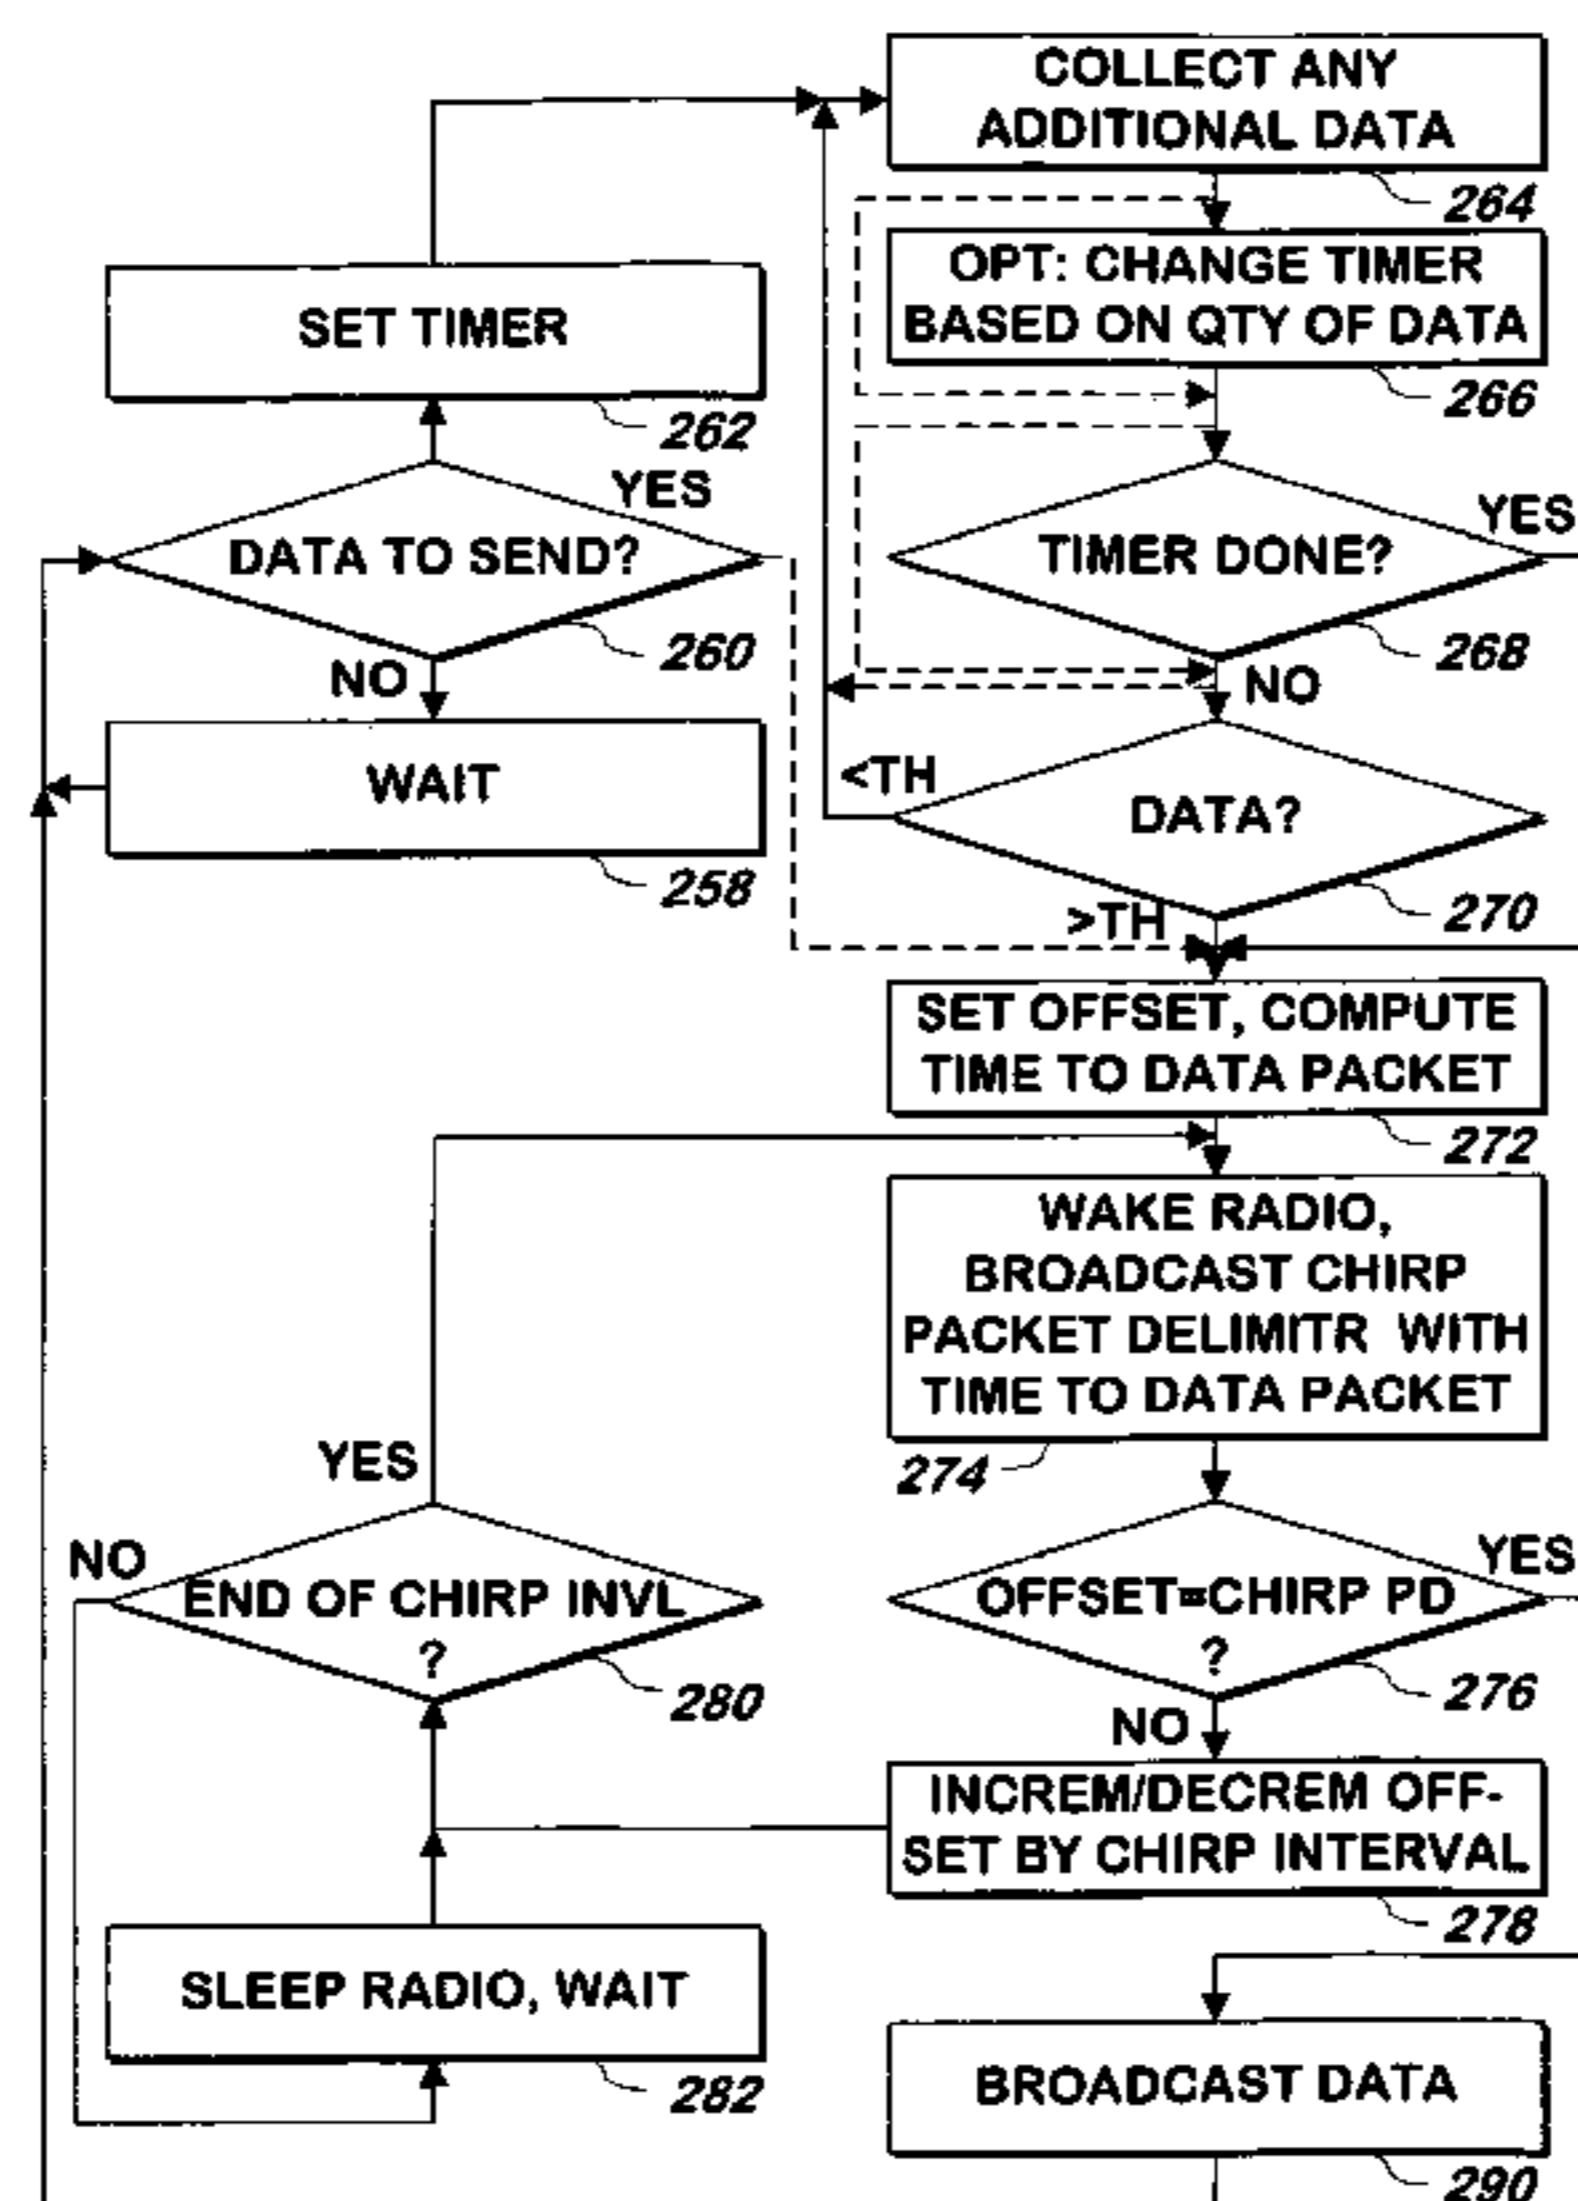 COLLECT ANY
ADDITIONAL DATA
264
OPT: CHANGE TIMER
BASED ON QTY OF DATA
266
SET TIMER
262
YES
DATA TO SEND?
260
NO
WAIT
258
YES
TIMER DONE?
268
NO
<TH
DATA?
270
>TH
SET OFFSET, COMPUTE
TIME TO DATA PACKET
272
WAKE RADIO,
BROADCAST CHIRP
PACKET DELIMITR WITH
TIME TO DATA PACKET
274
YES
OFFSET=CHIRP PD
?
276
NO
INCREM/DECREM OFF-
SET BY CHIRP INTERVAL
278
YES
NO
END OF CHIRP INVL
?
280
SLEEP RADIO, WAIT
282
BROADCAST DATA
290